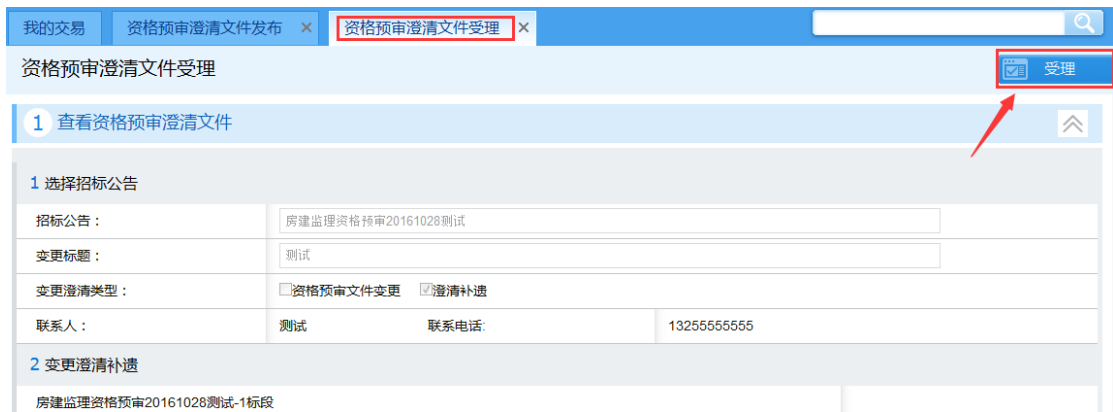 我的交易 资格预审澄清文件发布 × 资格预审澄清文件受理 ×
资格预审澄清文件受理 受理
1 查看资格预审澄清文件
1 选择招标公告
招标公告： 房建监理资格预审20161028测试
变更标题： 测试
变更澄清类型： 资格预审文件变更 澄清补遗
联系人： 测试 联系电话: 13255555555
2 变更澄清补遗
房建监理资格预审20161028测试-1标段